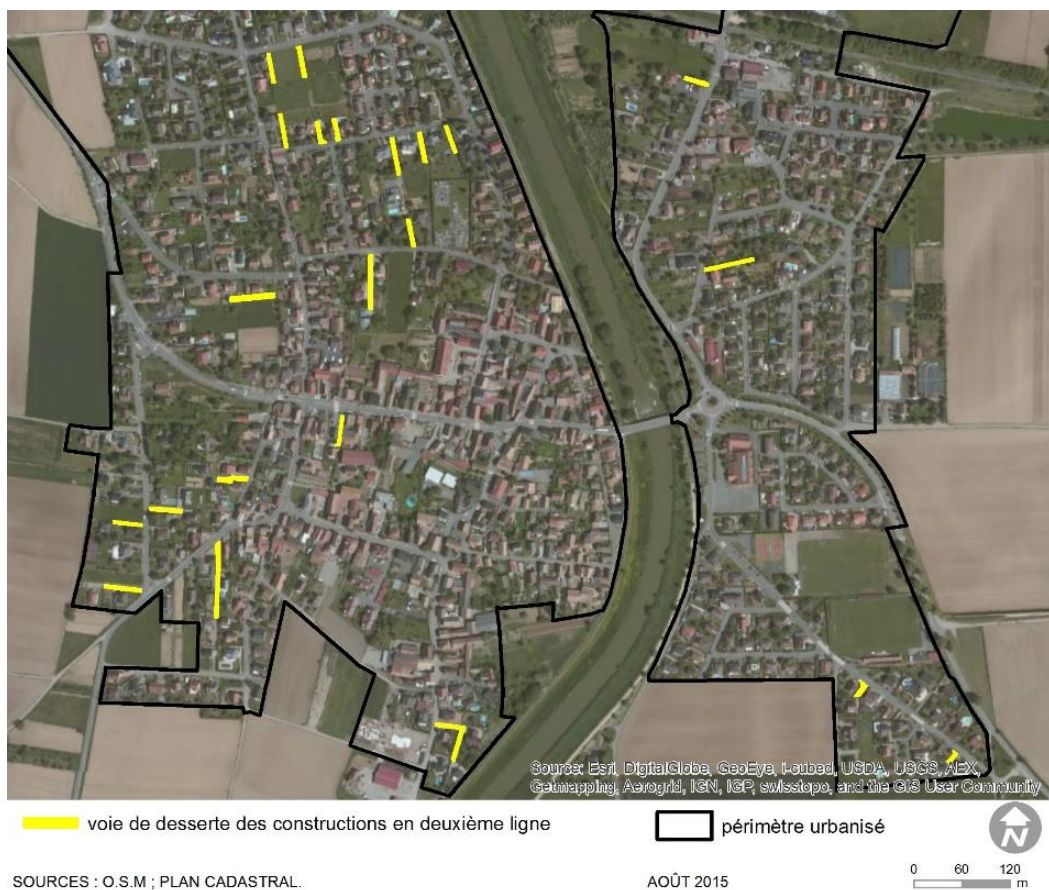 Source: Esri, DigitalGlobe, GeoEye, i-cubed, USDA, USGS, AEX,
Getmapping, Aerogrid, IGN, IGP, swisstopo, and the GIS User Community
voie de desserte des constructions en deuxième ligne
périmètre urbanisé
N
SOURCES : O.S.M ; PLAN CADASTRAL.
AOÛT 2015
0 60 120
m